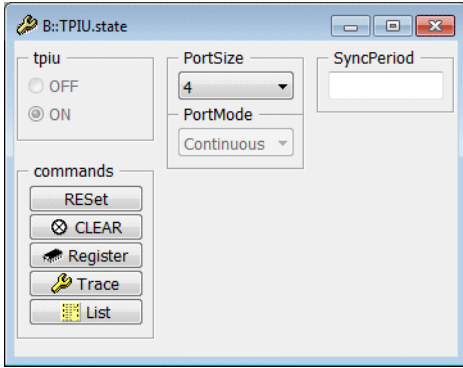 B::TPIU.state
tpiu
OFF
ON
PortSize
4
PortMode
Continuous
SyncPeriod
commands
RESet
CLEAR
Register
Trace
List